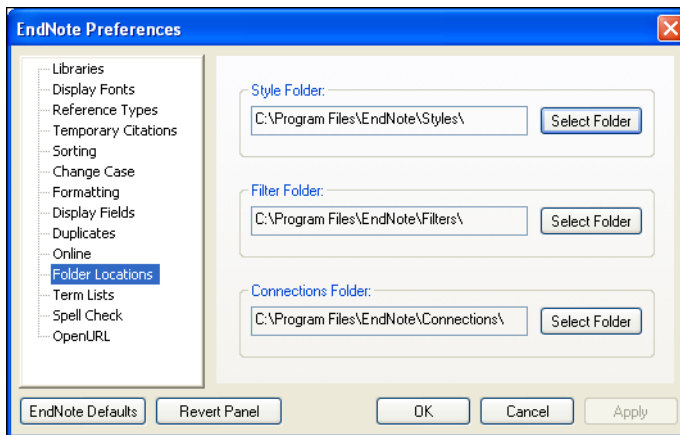 EndNote Preferences
Libraries
Display Fonts
Reference Types
Temporary Citations
Sorting
Change Case
Formatting
Display Fields
Duplicates
Online
Folder Locations
Term Lists
Spell Check
OpenURL
Style Folder:
C:\Program Files\EndNote\Styles\
Select Folder
Filter Folder:
C:\Program Files\EndNote\Filters\
Select Folder
Connections Folder:
C:\Program Files\EndNote\Connections\
Select Folder
EndNote Defaults
Revert Panel
OK
Cancel
Apply